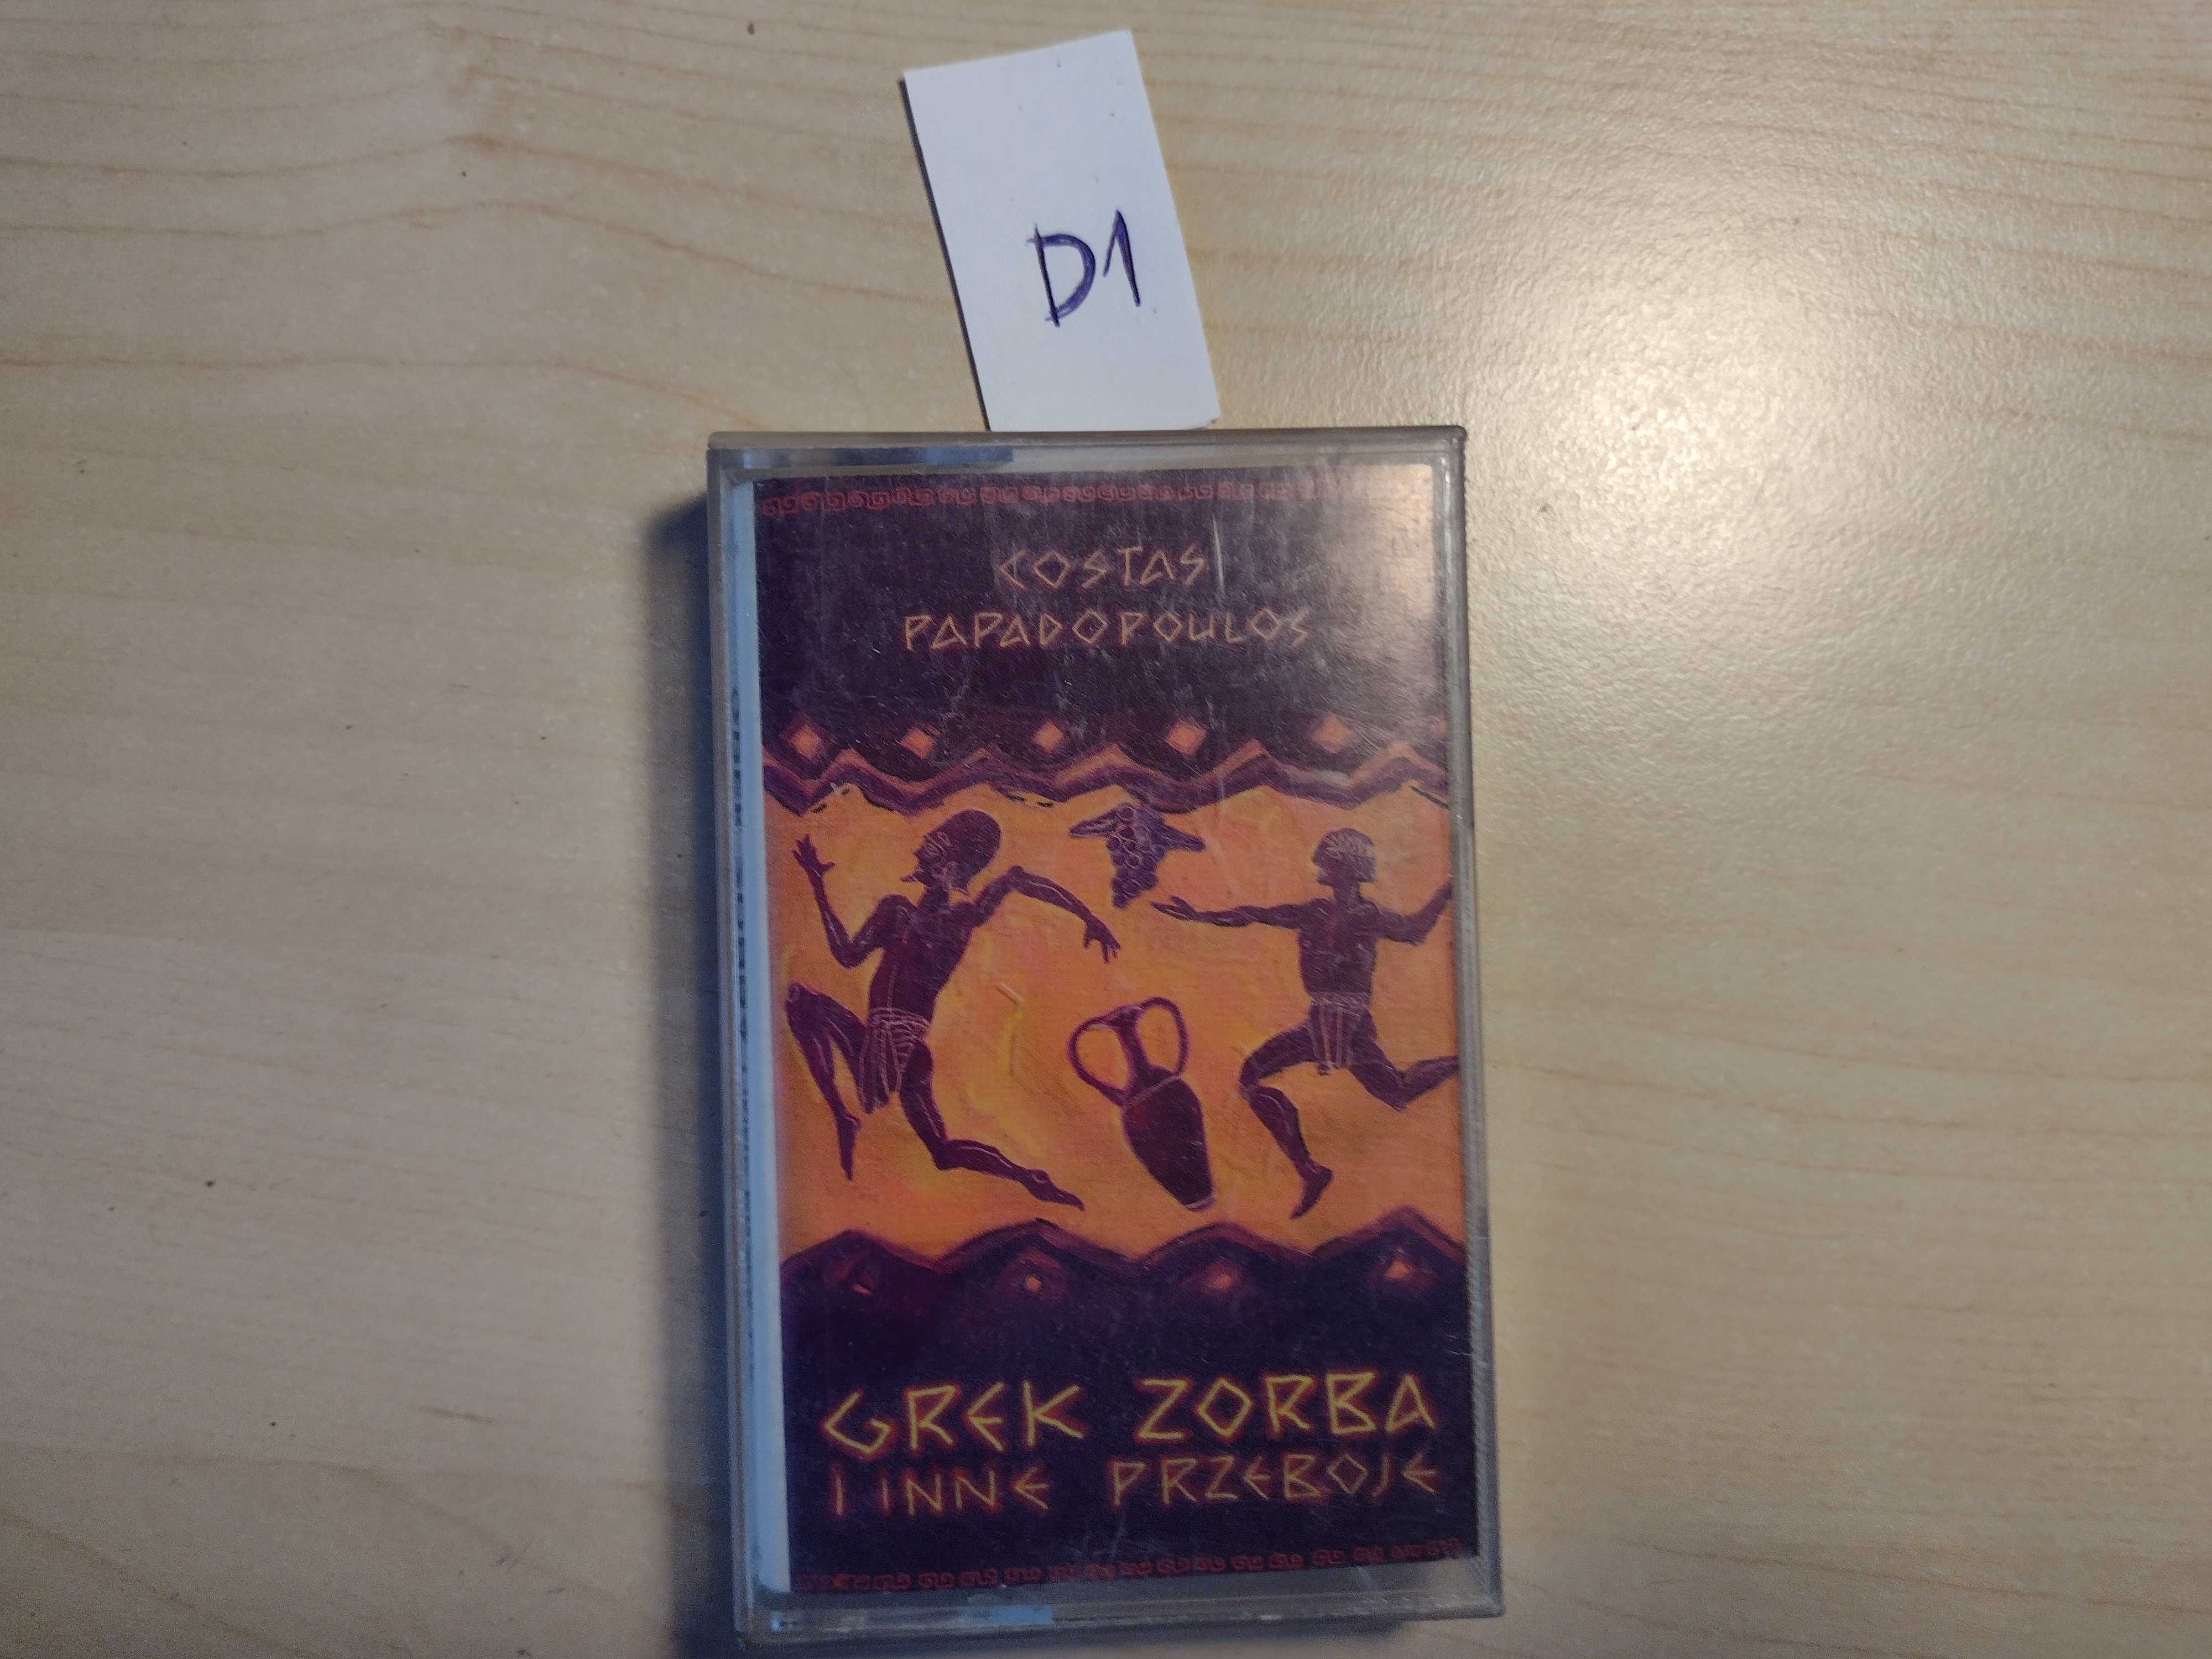 D1
COSTAS
PAPADOPOULOS
GREK ZORBA
I INNE PRZEBOJE